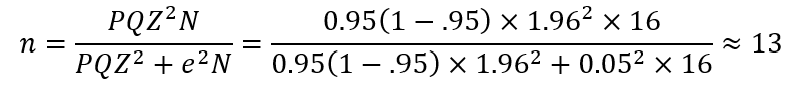 n = PQZ²N / PQZ² + e²N = 0.95(1 − .95) × 1.96² × 16 / 0.95(1 − .95) × 1.96² + 0.05² × 16 ≈ 13